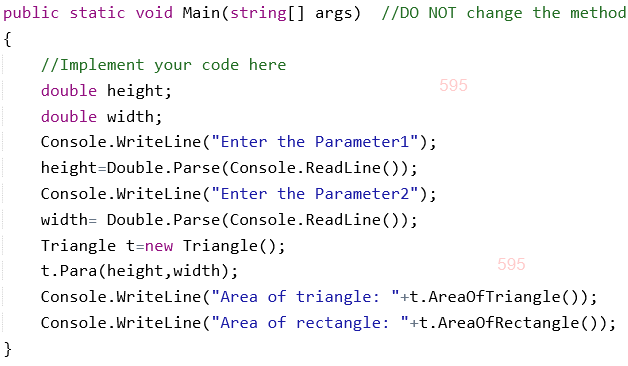 public static void Main(string[] args)  //DO NOT change the method
{
    //Implement your code here
    double height;
595
    double width;
    Console.WriteLine("Enter the Parameter1");
    height=Double.Parse(Console.ReadLine());
    Console.WriteLine("Enter the Parameter2");
    width= Double.Parse(Console.ReadLine());
    Triangle t=new Triangle();
595
    t.Para(height,width);
    Console.WriteLine("Area of triangle: "+t.AreaOfTriangle());
    Console.WriteLine("Area of rectangle: "+t.AreaOfRectangle());
}